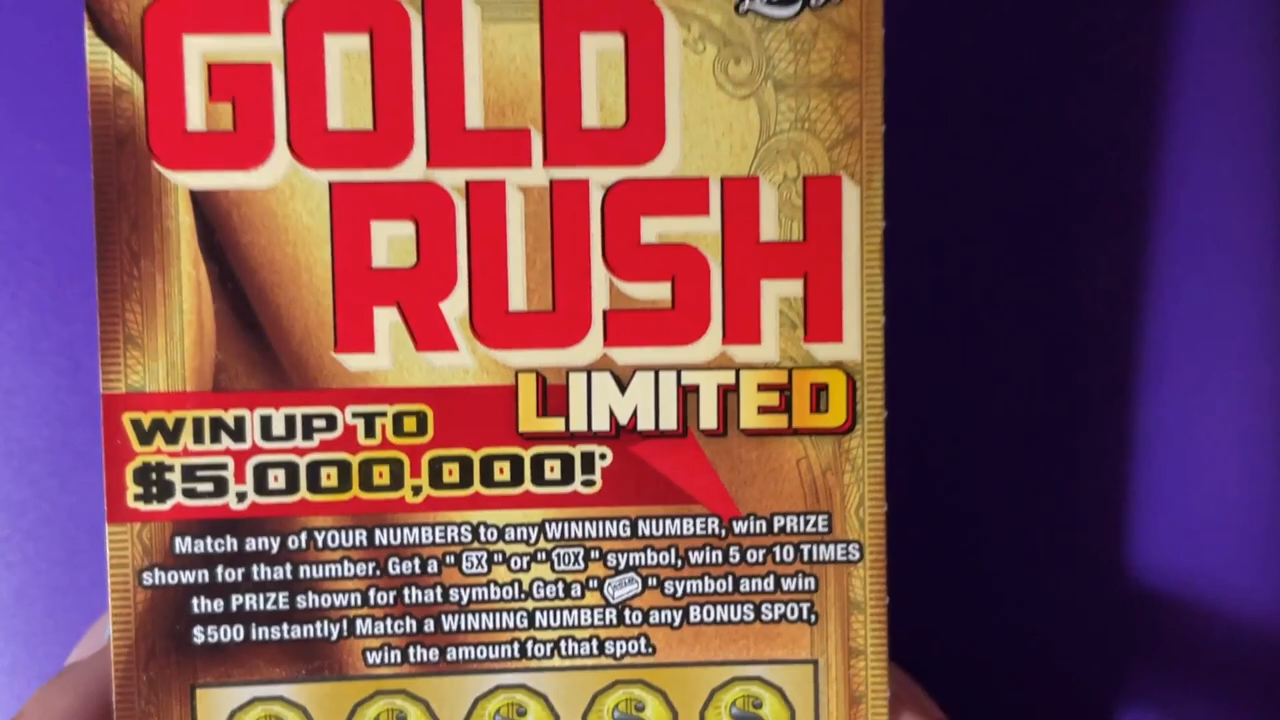 GOLD
RUSH
LIMITED
WIN UP TO
$5,000,000!*
Match any of YOUR NUMBERS to any WINNING NUMBER, win PRIZE
shown for that number. Get a "5X" or "10X" symbol, win 5 or 10 TIMES
the PRIZE shown for that symbol. Get a " " symbol and win
$500 instantly! Match a WINNING NUMBER to any BONUS SPOT,
win the amount for that spot.
$ $ $ $ $